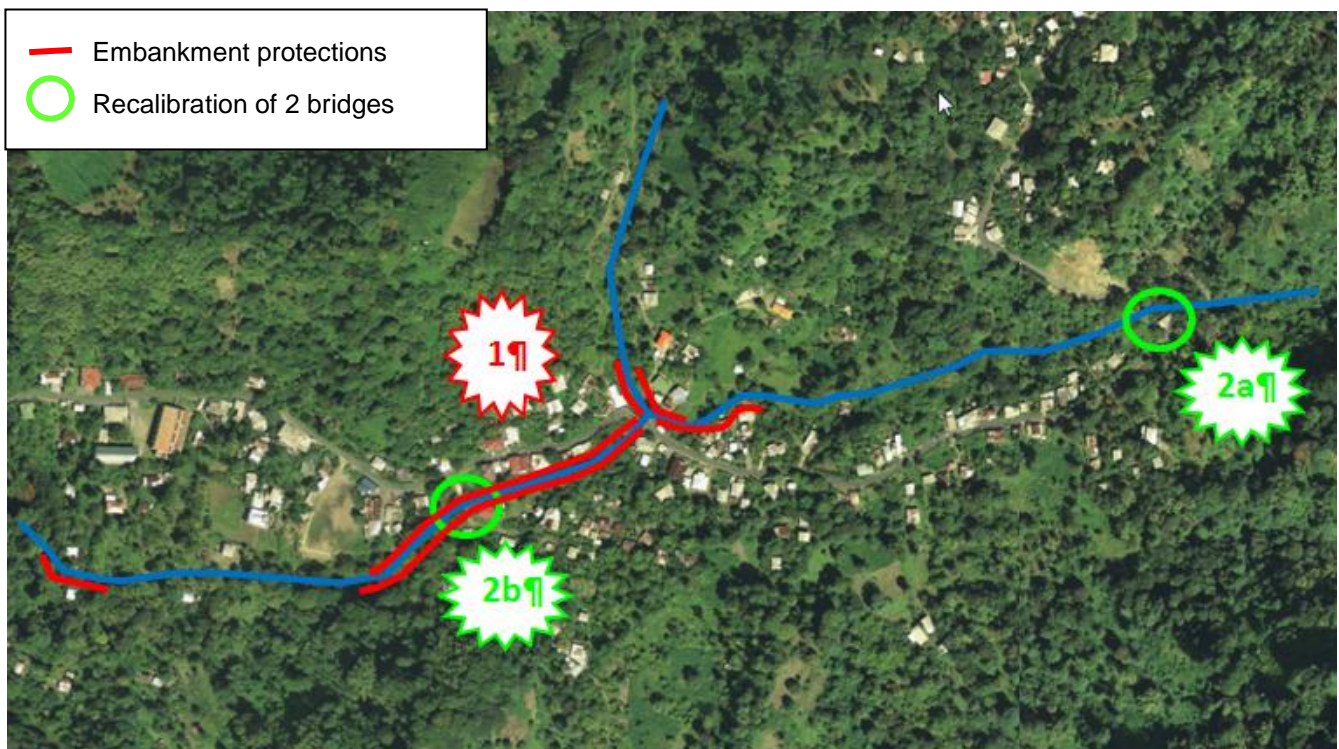 Embankment protections
Recalibration of 2 bridges
1¶
2a¶
2b¶